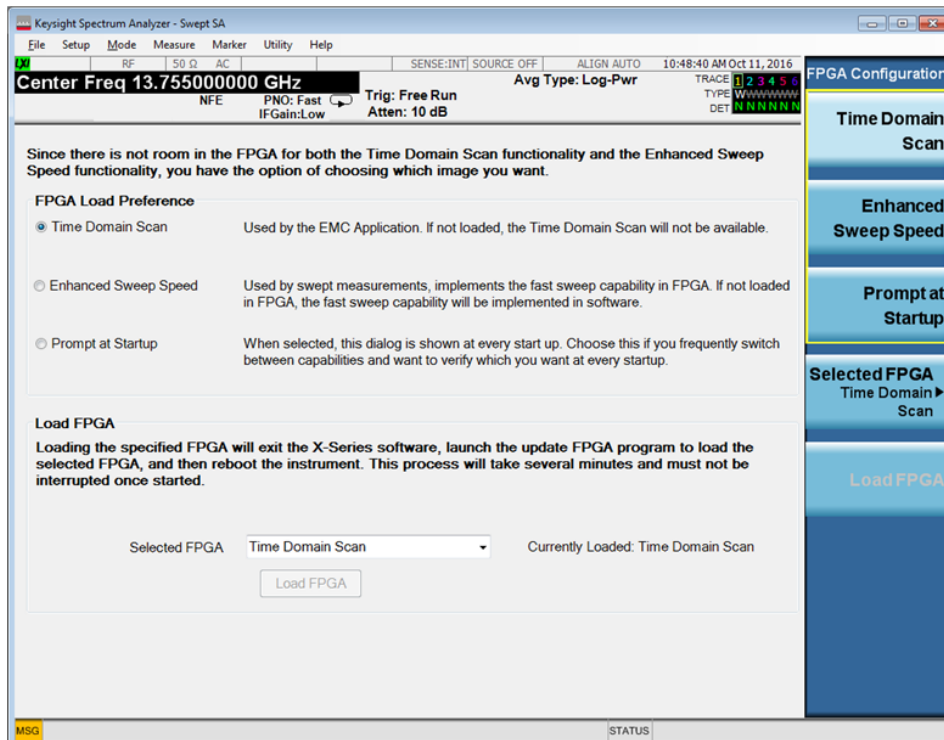 Keysight Spectrum Analyzer - Swept SA
File Setup Mode Measure Marker Utility Help
LXI RF 50 Ω AC SENSE:INT SOURCE OFF ALIGN AUTO 10:48:40 AM Oct 11, 2016
Center Freq 13.755000000 GHz
NFE
PNO: Fast
IFGain:Low
Trig: Free Run
Atten: 10 dB
Avg Type: Log-Pwr
TRACE 1 2 3 4 5 6
TYPE WWWWWW
DET N N N N N N
Since there is not room in the FPGA for both the Time Domain Scan functionality and the Enhanced Sweep
Speed functionality, you have the option of choosing which image you want.
FPGA Load Preference
Time Domain Scan
Used by the EMC Application. If not loaded, the Time Domain Scan will not be available.
Enhanced Sweep Speed
Used by swept measurements, implements the fast sweep capability in FPGA. If not loaded
in FPGA, the fast sweep capability will be implemented in software.
Prompt at Startup
When selected, this dialog is shown at every start up. Choose this if you frequently switch
between capabilities and want to verify which you want at every startup.
Load FPGA
Loading the specified FPGA will exit the X-Series software, launch the update FPGA program to load the
selected FPGA, and then reboot the instrument. This process will take several minutes and must not be
interrupted once started.
Selected FPGA Time Domain Scan Currently Loaded: Time Domain Scan
Load FPGA
FPGA Configuration
Time Domain
Scan
Enhanced
Sweep Speed
Prompt at
Startup
Selected FPGA
Time Domain
Scan
Load FPGA
MSG STATUS